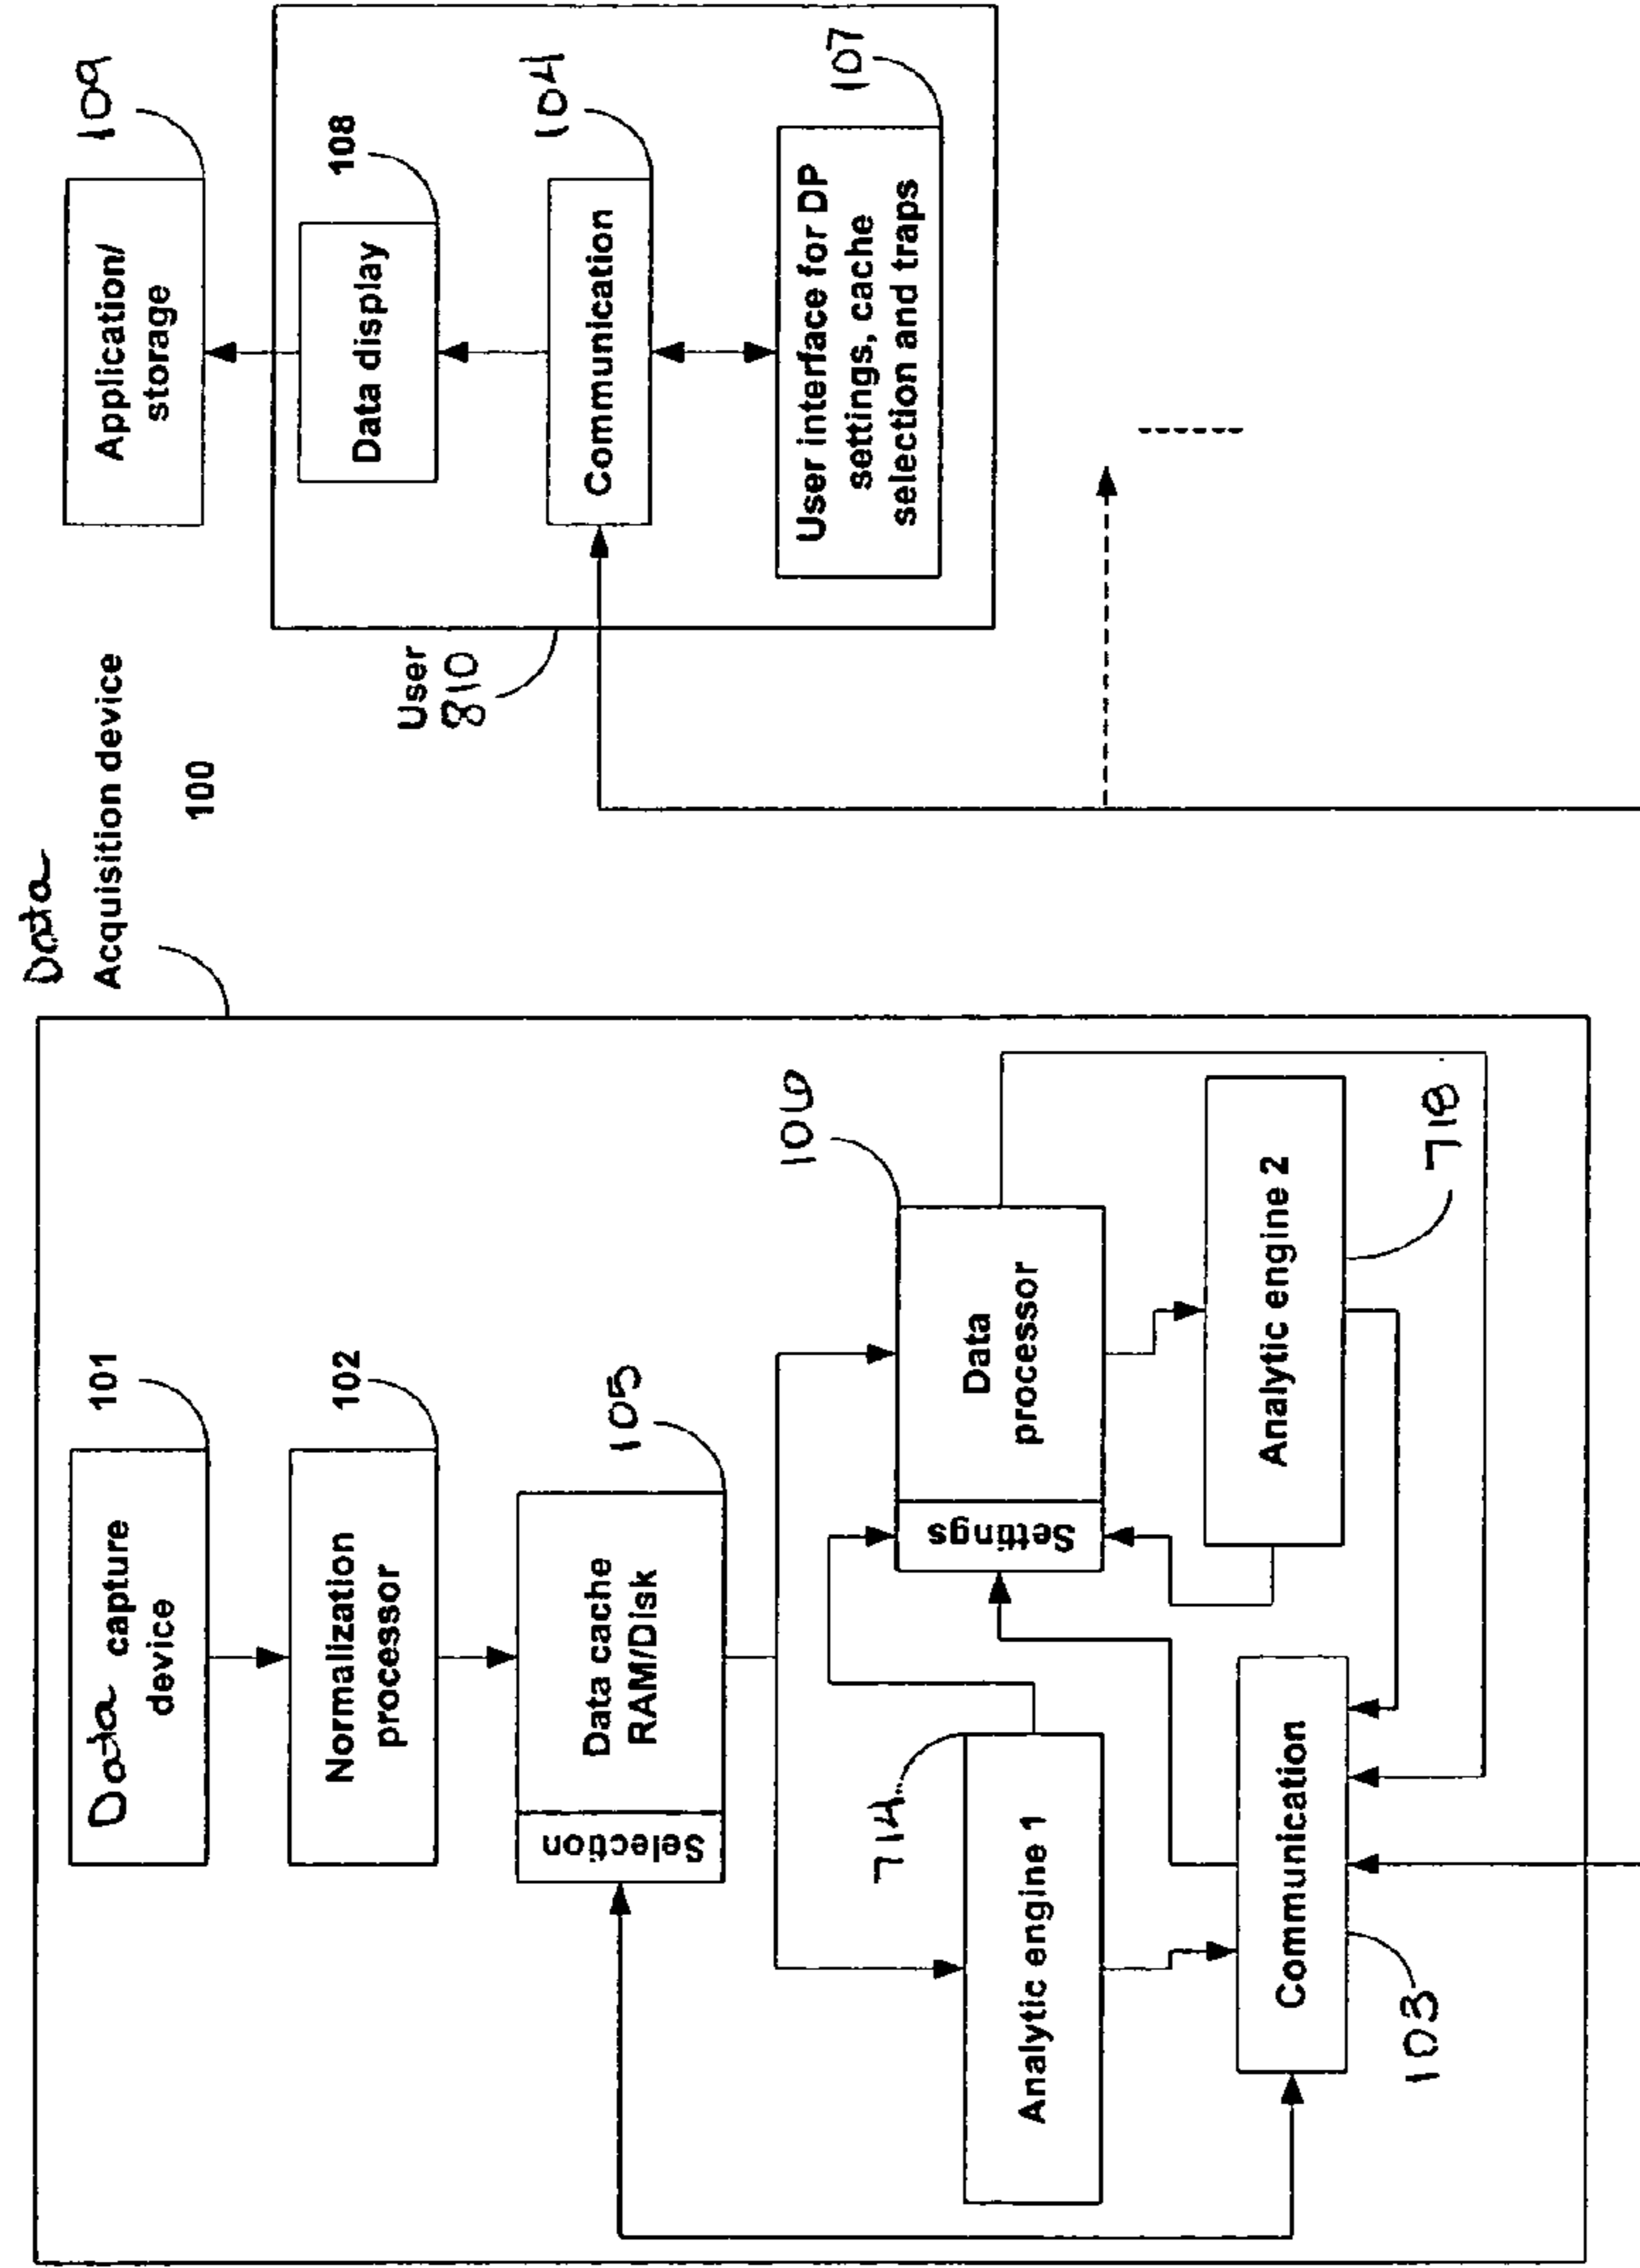 Data
Acquisition device
100
Data capture
device
101
Normalization
processor
102
Selection
Data cache
RAM/Disk
105
Analytic engine 1
714
Settings
Data
processor
106
Analytic engine 2
718
Communication
103
Application/
storage
109
User
810
Data display
108
Communication
104
User interface for DP
settings, cache
selection and traps
107